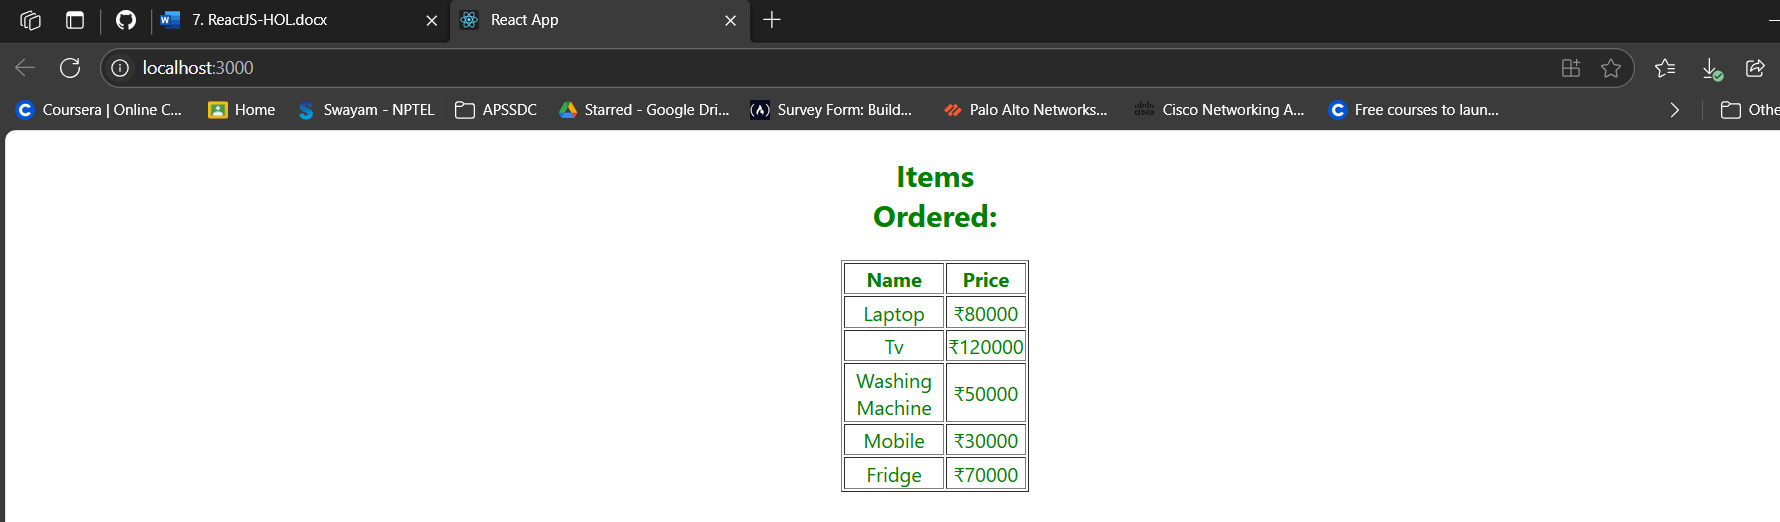 7. ReactJS-HOL.docx React App
localhost:3000
Coursera | Online C... Home Swayam - NPTEL APSSDC Starred - Google Dri... Survey Form: Build... Palo Alto Networks... Cisco Networking A... Free courses to laun... Othe
Items
Ordered:
Name Price
Laptop ₹80000
Tv ₹120000
Washing
Machine ₹50000
Mobile ₹30000
Fridge ₹70000